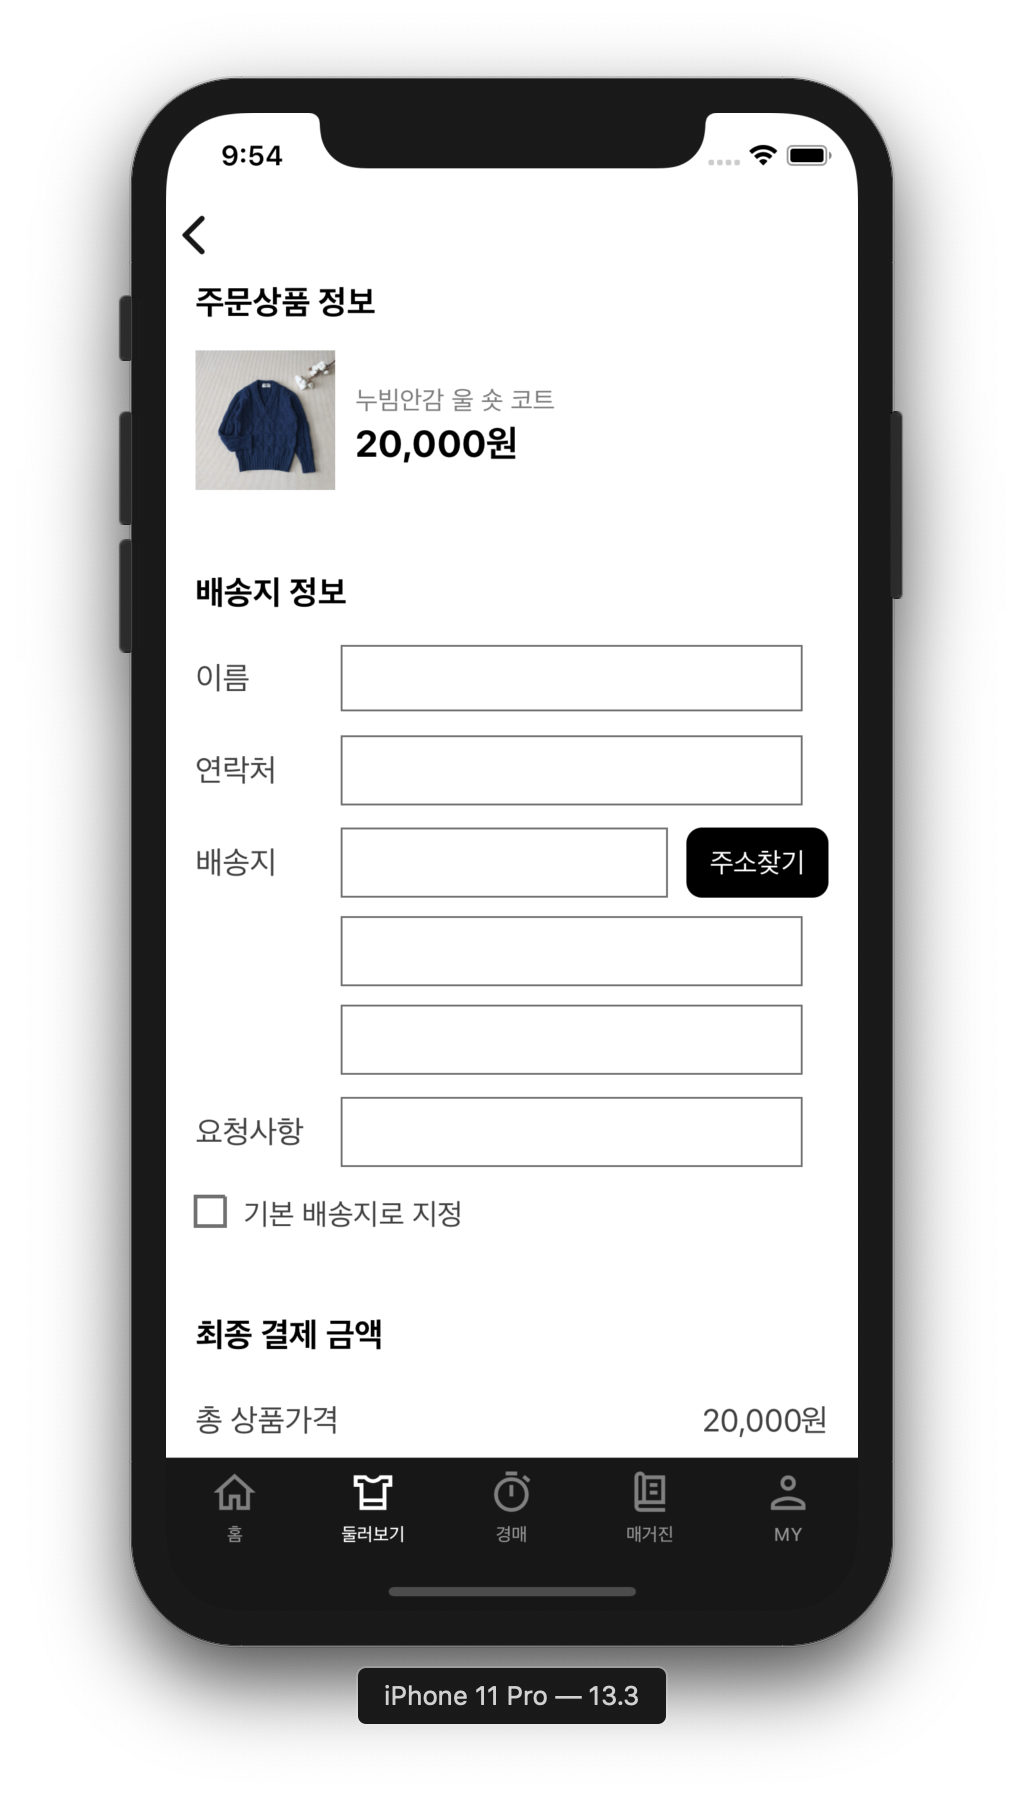 9:54
주문상품 정보
누빔안감 울 숏 코트
20,000원
배송지 정보
이름
연락처
배송지
주소찾기
요청사항
기본 배송지로 지정
최종 결제 금액
총 상품가격 20,000원
홈 둘러보기 경매 매거진 MY
iPhone 11 Pro — 13.3